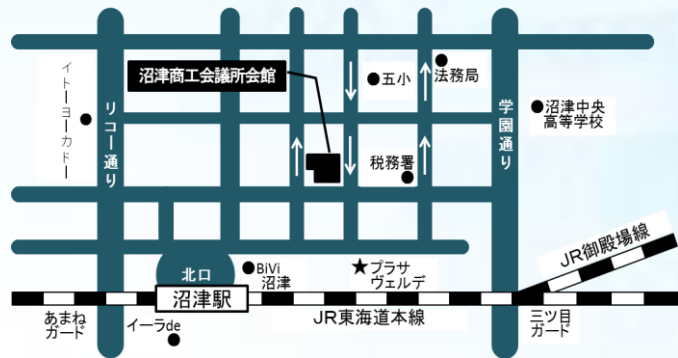 沼津商工会議所会館
五小
法務局
イトーヨーカドー
リコー通り
学園通り
沼津中央
高等学校
税務署
北口
BiVi
沼津
★プラサ
ヴェルデ
JR御殿場線
沼津駅
あまね
ガード
イーラde
JR東海道本線
三ツ目
ガード